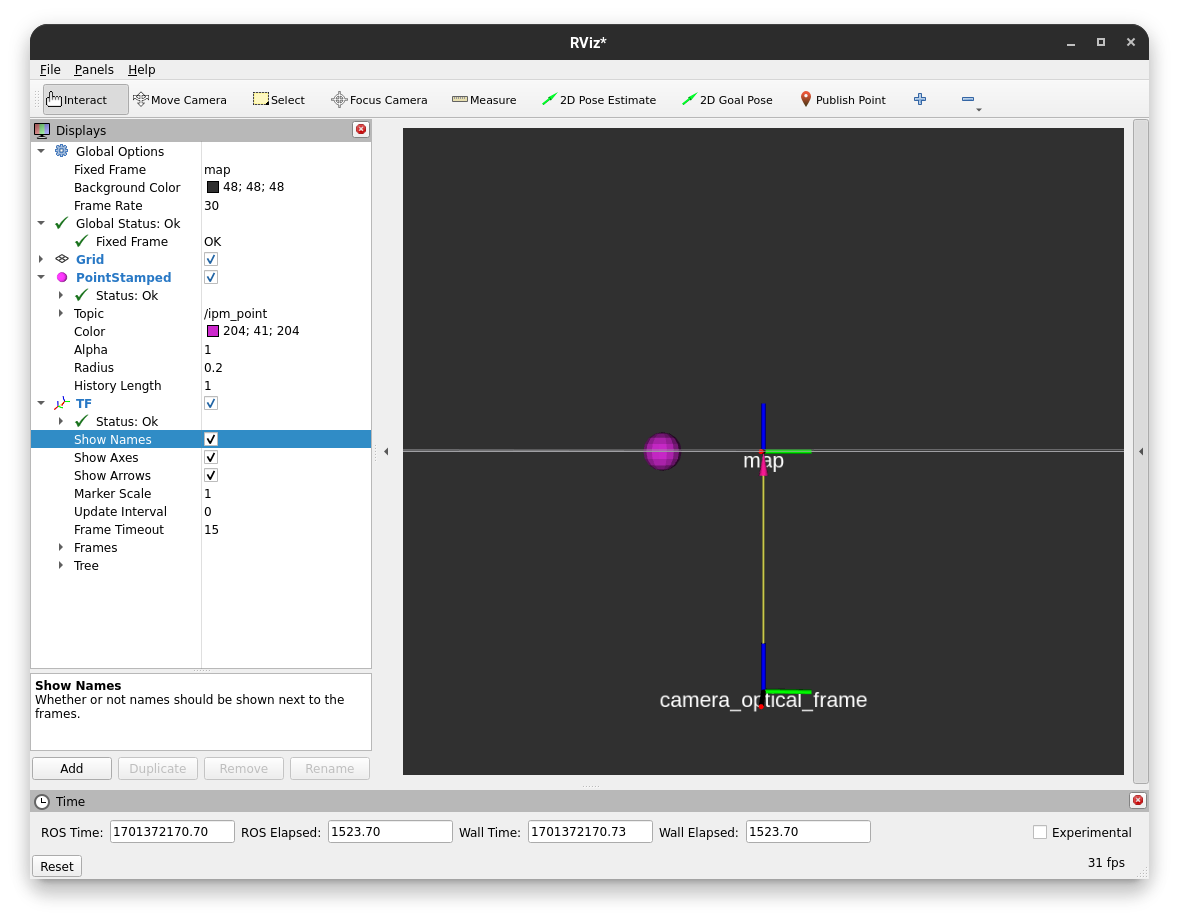 RViz*
File Panels Help
Interact Move Camera Select Focus Camera Measure 2D Pose Estimate 2D Goal Pose Publish Point
Displays
Global Options
Fixed Frame map
Background Color 48; 48; 48
Frame Rate 30
Global Status: Ok
Fixed Frame OK
Grid
PointStamped
Status: Ok
Topic /ipm_point
Color 204; 41; 204
Alpha 1
Radius 0.2
History Length 1
TF
Status: Ok
Show Names
Show Axes
Show Arrows
Marker Scale 1
Update Interval 0
Frame Timeout 15
Frames
Tree
map
camera_optical_frame
Show Names
Whether or not names should be shown next to the
frames.
Add Duplicate Remove Rename
Time
ROS Time: 1701372170.70 ROS Elapsed: 1523.70 Wall Time: 1701372170.73 Wall Elapsed: 1523.70 Experimental
Reset 31 fps